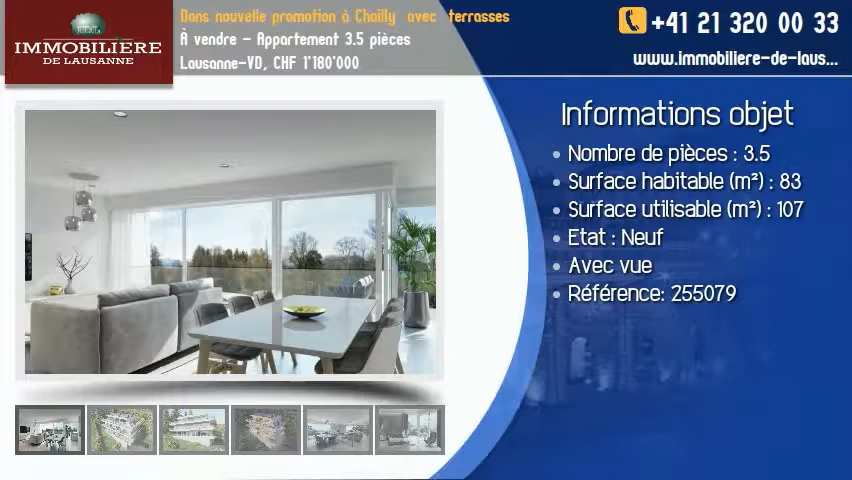 IMMOBILIÈRE
DE LAUSANNE
Dans nouvelle promotion à Chailly avec terrasses
À vendre - Appartement 3.5 pièces
Lausanne-VD, CHF 1'180'000
+41 21 320 00 33
www.immobiliere-de-laus...
Informations objet
• Nombre de pièces : 3.5
• Surface habitable (m²) : 83
• Surface utilisable (m²) : 107
• Etat : Neuf
• Avec vue
• Référence: 255079